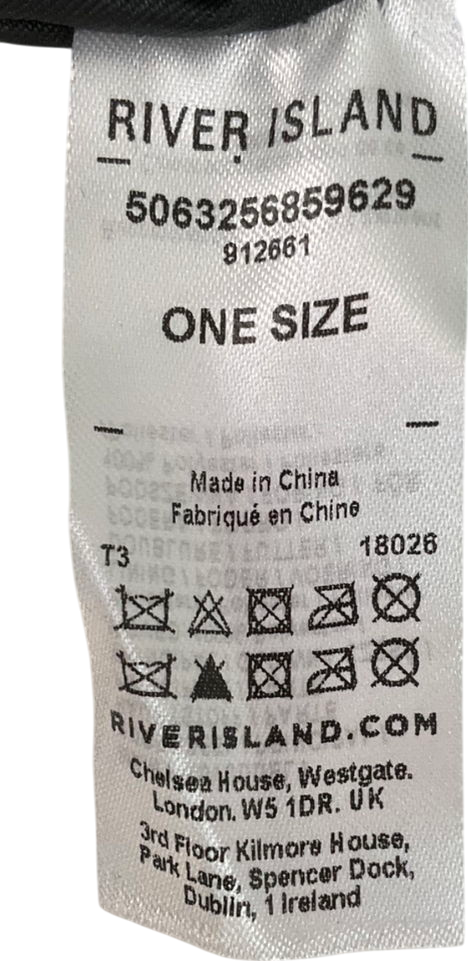 RIVER ISLAND
5063256859629
912661
ONE SIZE
Made in China
Fabriqué en Chine
T3 18026
RIVERISLAND.COM
Chelsea House, Westgate.
London. W5 1DR. UK
3rd Floor Kilmore House,
Park Lane, Spencer Dock,
Dublin, 1 Ireland